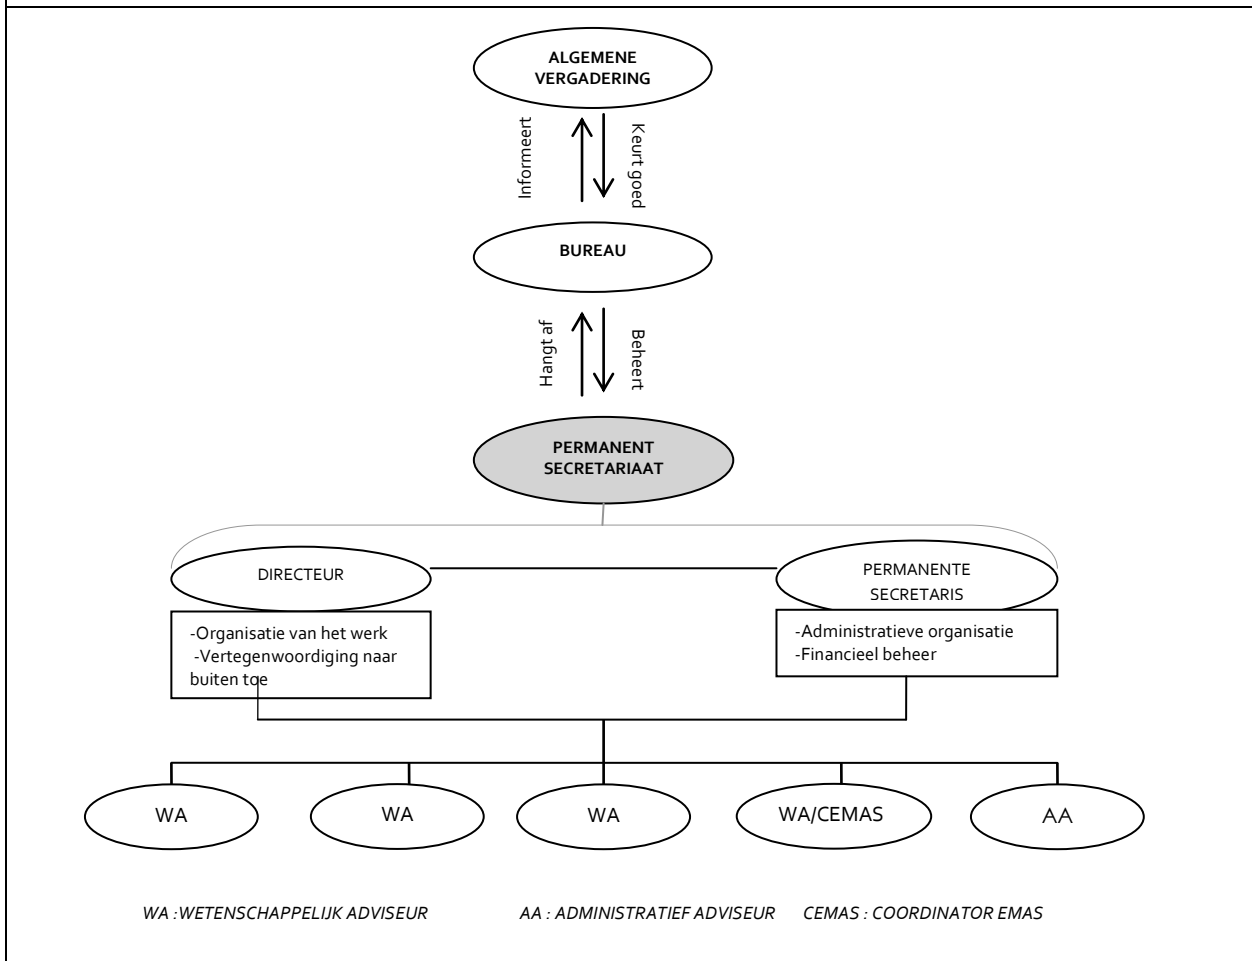 ALGEMENE
VERGADERING
Informeert
Keurt goed
BUREAU
Hangt af
Beheert
PERMANENT
SECRETARIAAT
DIRECTEUR
PERMANENTE
SECRETARIS
-Organisatie van het werk
-Vertegenwoordiging naar
buiten toe
-Administratieve organisatie
-Financieel beheer
WA
WA
WA
WA/CEMAS
AA
WA :WETENSCHAPPELIJK ADVISEUR
AA : ADMINISTRATIEF ADVISEUR
CEMAS : COORDINATOR EMAS